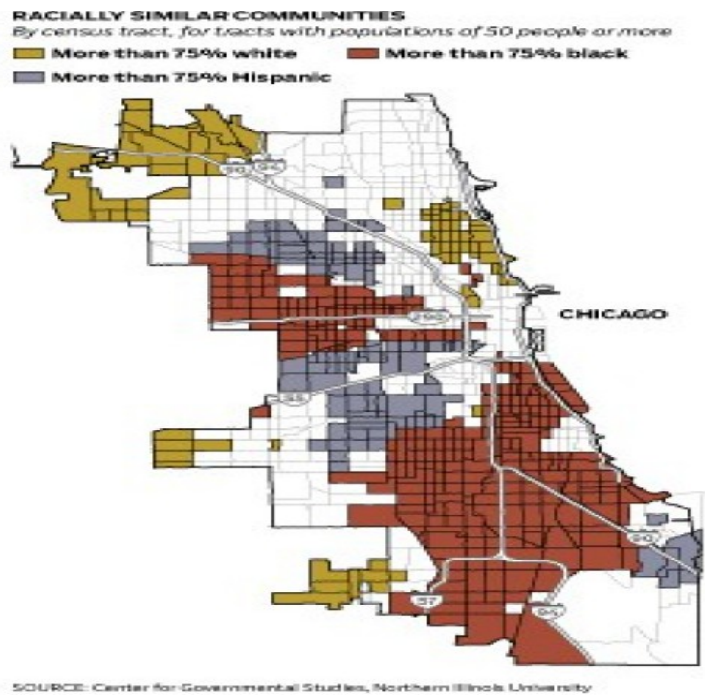 RACIALLY SIMILAR COMMUNITIES
By census tract, for tracts with populations of 50 people or more
More than 75% white
More than 75% black
More than 75% Hispanic
90
94
CHICAGO
290
55
90
57
94
SOURCE: Center for Governmental Studies, Northern Illinois University